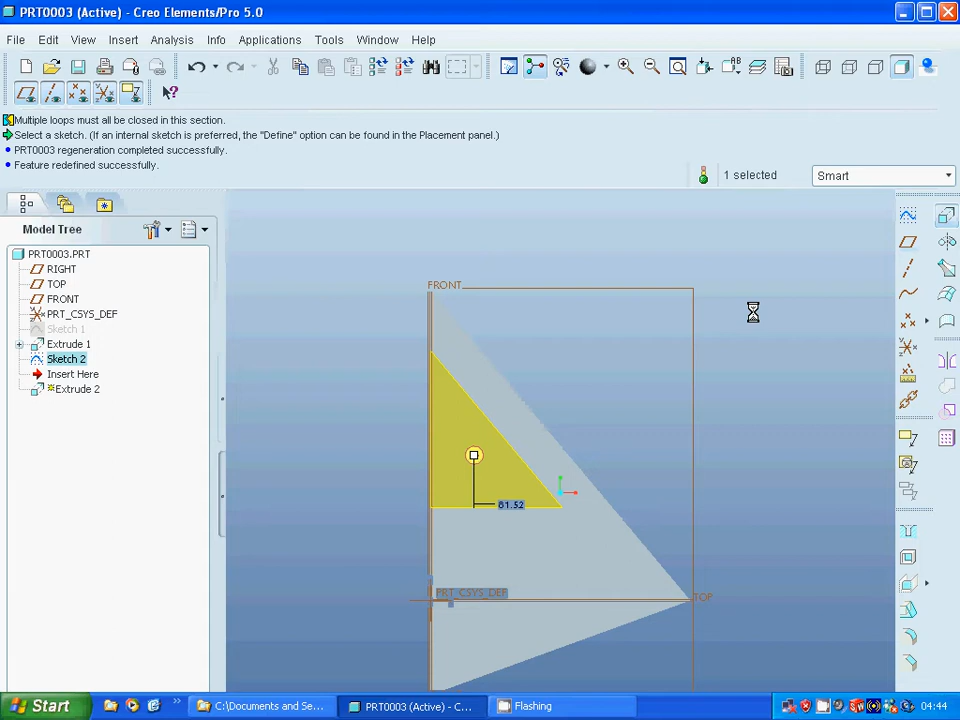 PRT0003 (Active) - Creo Elements/Pro 5.0
File Edit View Insert Analysis Info Applications Tools Window Help
Multiple loops must all be closed in this section.
Select a sketch. (If an internal sketch is preferred, the "Define" option can be found in the Placement panel.)
PRT0003 regeneration completed successfully.
Feature redefined successfully.
1 selected
Smart
Model Tree
PRT0003.PRT
RIGHT
TOP
FRONT
PRT_CSYS_DEF
Sketch 1
Extrude 1
Sketch 2
Insert Here
Extrude 2
FRONT
81.52
PRT_CSYS_DEF
TOP
Start
C:\Documents and Se...
PRT0003 (Active) - C...
Flashing
04:44